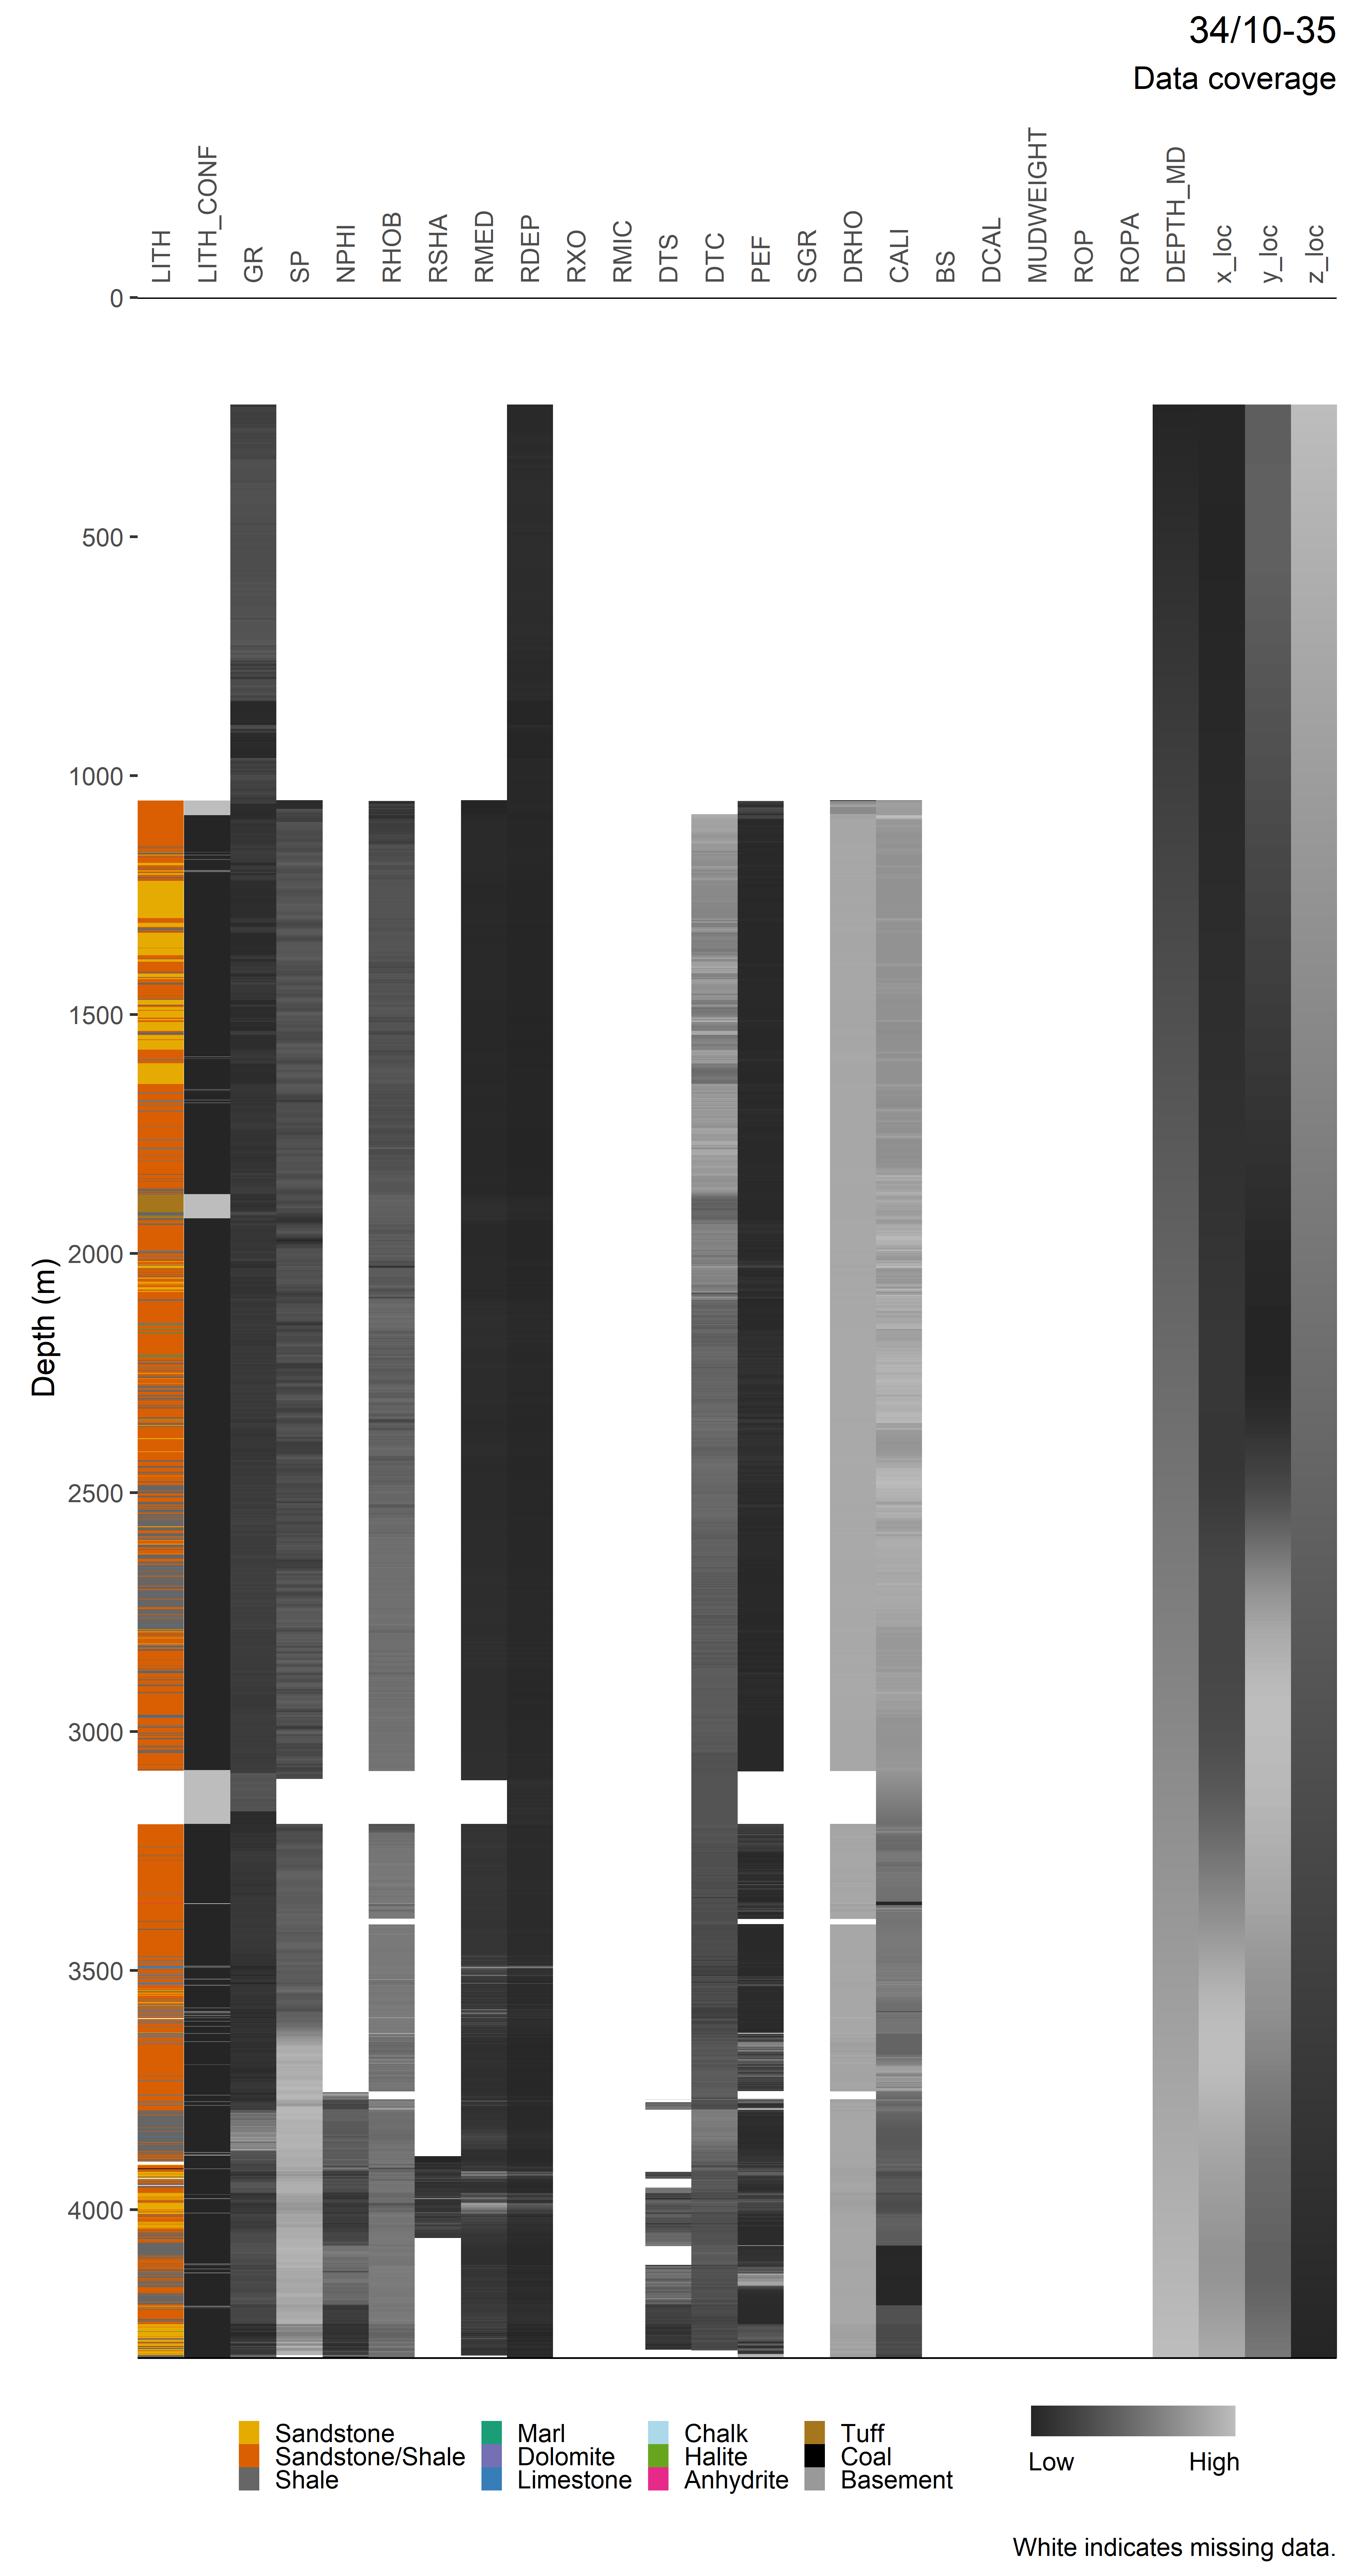 34/10-35
Data coverage
LITH
LITH_CONF
GR
SP
NPHI
RHOB
RSHA
RMED
RDEP
RXO
RMIC
DTS
DTC
PEF
SGR
DRHO
CALI
BS
DCAL
MUDWEIGHT
ROP
ROPA
DEPTH_MD
x_loc
y_loc
z_loc
0
500
1000
1500
2000
2500
3000
3500
4000
Depth (m)
Sandstone
Sandstone/Shale
Shale
Marl
Dolomite
Limestone
Chalk
Halite
Anhydrite
Tuff
Coal
Basement
Low High
White indicates missing data.